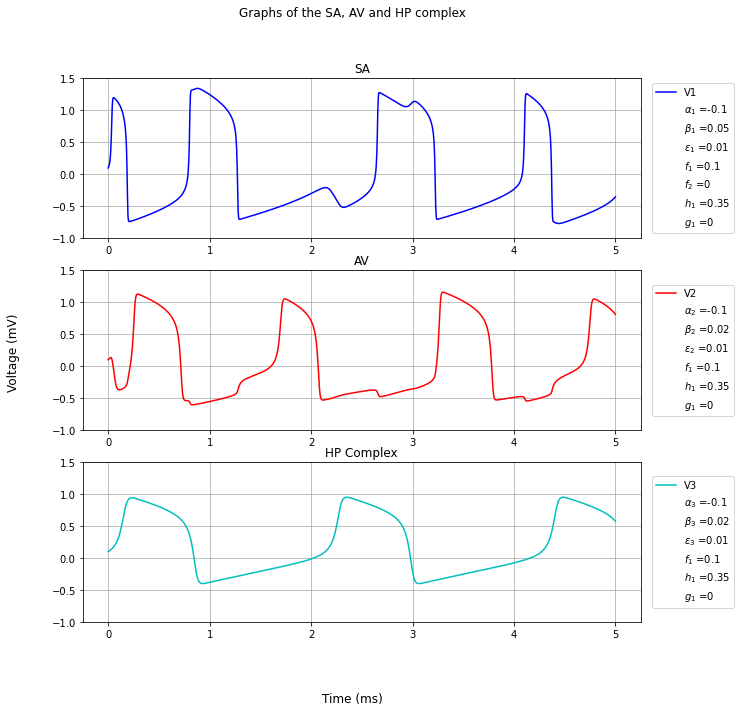 Graphs of the SA, AV and HP complex
SA
1.5
1.0
0.5
0.0
−0.5
−1.0
0 1 2 3 4 5
V1
α₁ =-0.1
β₁ =0.05
ε₁ =0.01
f₁ =0.1
f₂ =0
h₁ =0.35
g₁ =0
AV
1.5
1.0
0.5
0.0
−0.5
−1.0
0 1 2 3 4 5
V2
α₂ =-0.1
β₂ =0.02
ε₂ =0.01
f₁ =0.1
h₁ =0.35
g₁ =0
Voltage (mV)
HP Complex
1.5
1.0
0.5
0.0
−0.5
−1.0
0 1 2 3 4 5
V3
α₃ =-0.1
β₃ =0.02
ε₃ =0.01
f₁ =0.1
h₁ =0.35
g₁ =0
Time (ms)